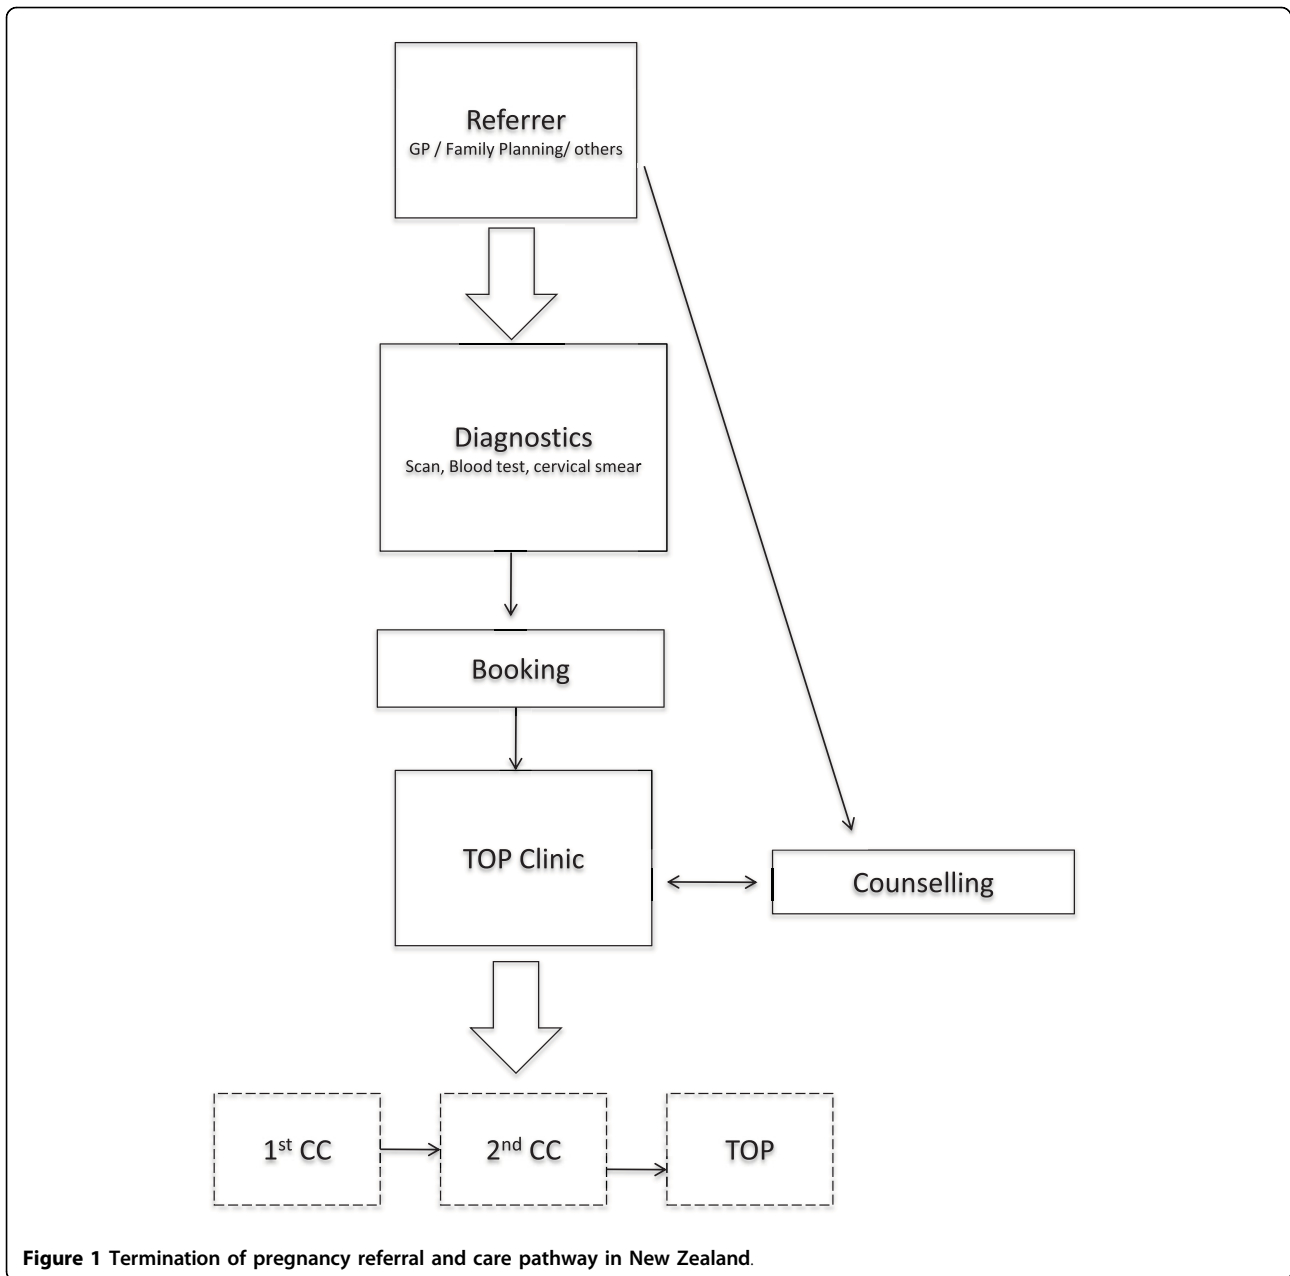 Referrer
GP / Family Planning/ others
Diagnostics
Scan, Blood test, cervical smear
Booking
TOP Clinic
Counselling
1st CC
2nd CC
TOP
Figure 1 Termination of pregnancy referral and care pathway in New Zealand.